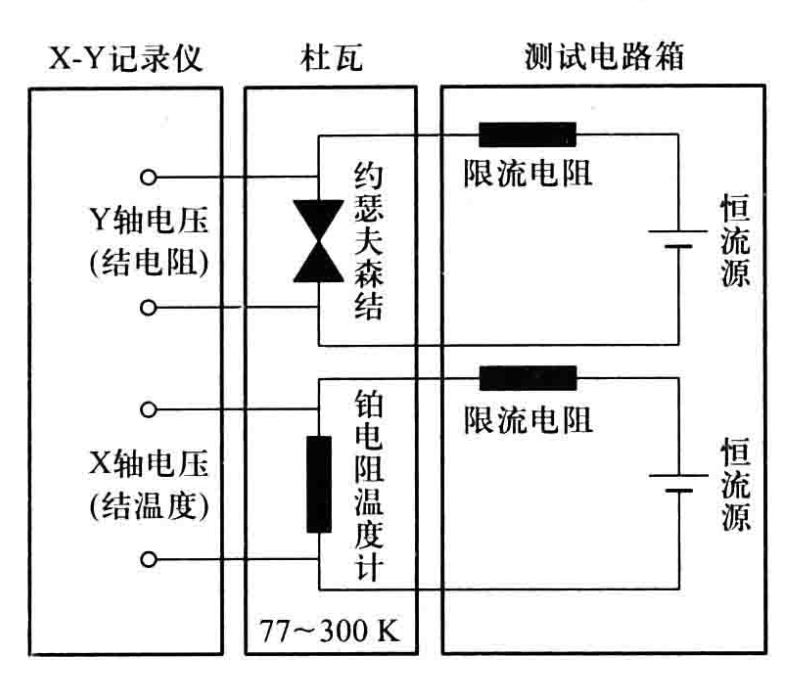 X-Y记录仪
杜瓦
测试电路箱
Y轴电压
(结电阻)
约瑟夫森结
限流电阻
恒流源
X轴电压
(结温度)
铂电阻温度计
限流电阻
恒流源
77~300 K